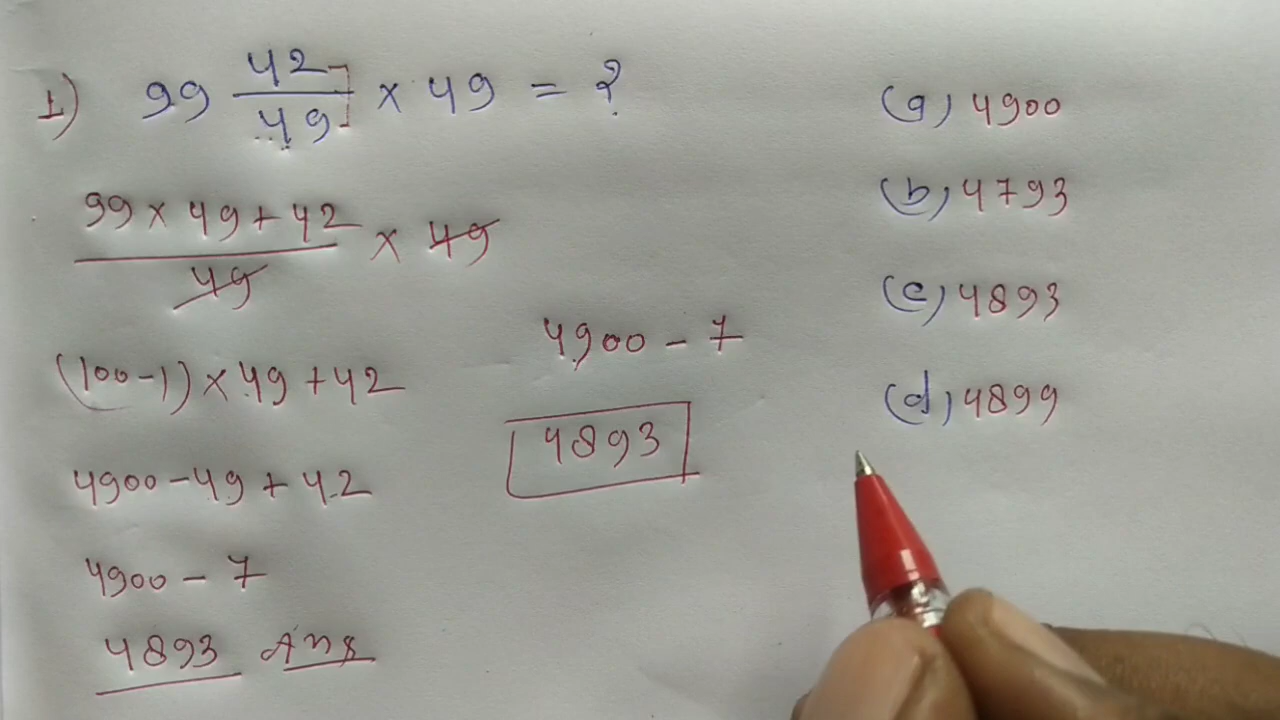 1) 99 42/49 × 49 = ?
99 × 49 + 42 / 49 × 49
(100-1) × 49 + 42
4900 - 49 + 42
4900 - 7
4893 Ans
4900 - 7
4893
(a) 4900
(b) 4793
(c) 4893
(d) 4899